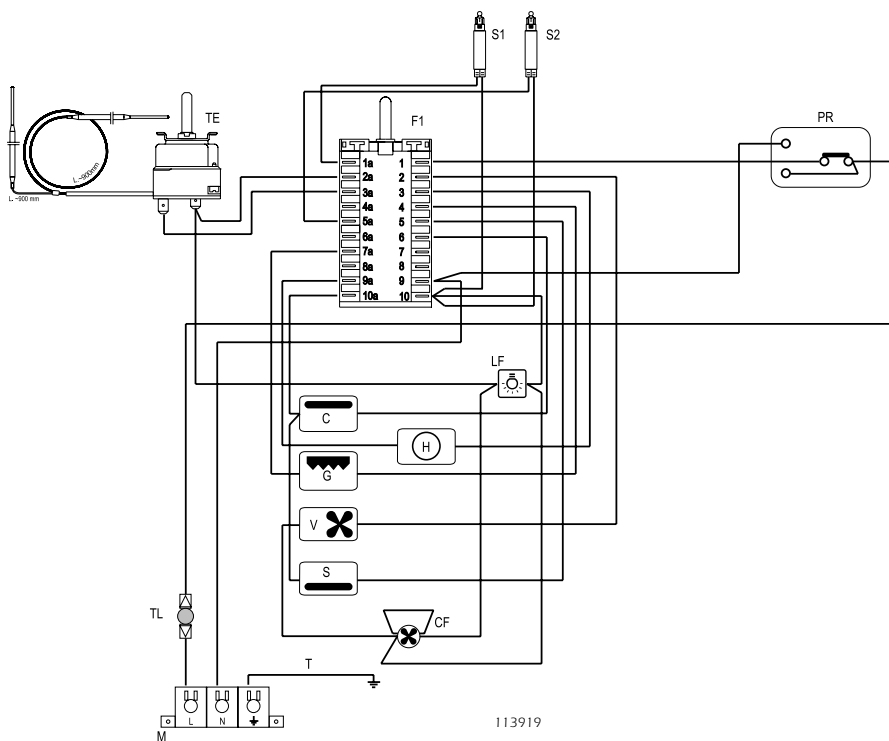 S1 S2
TE
F1
PR
L ~900mm
L. ~900 mm
1a 1
2a 2
3a 3
4a 4
5a 5
6a 6
7a 7
8a 8
9a 9
10a 10
LF
C
H
G
V
S
TL
CF
T
L N
M
113919